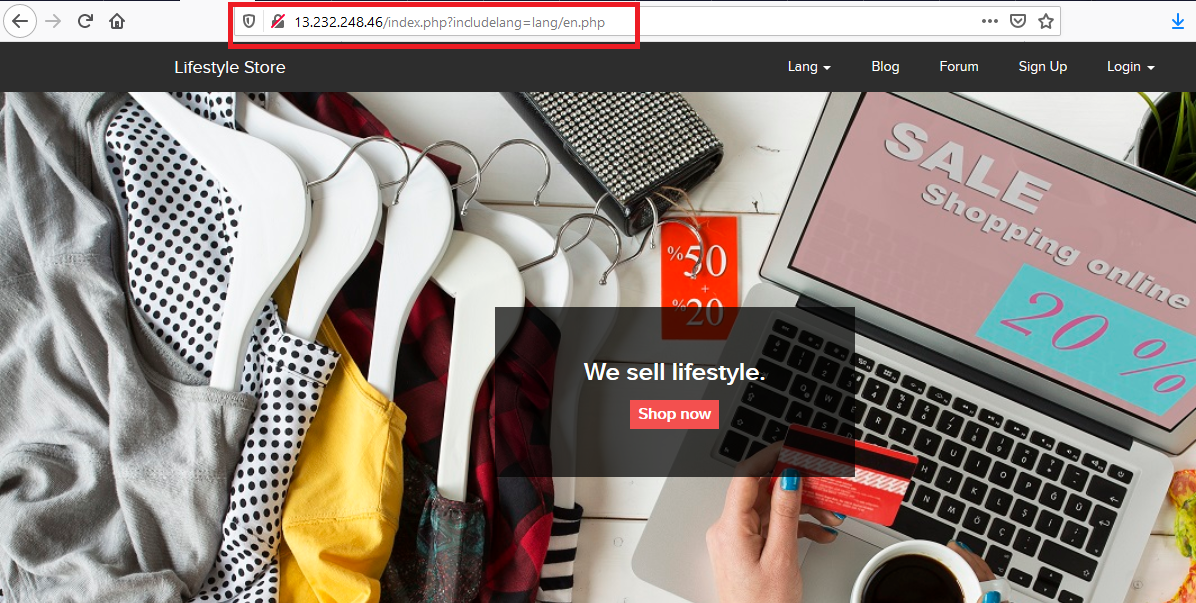 13.232.248.46/index.php?includelang=lang/en.php
Lifestyle Store
Lang
Blog
Forum
Sign Up
Login
SALE
Shopping online
20 %
%50
+
%20
We sell lifestyle.
Shop now